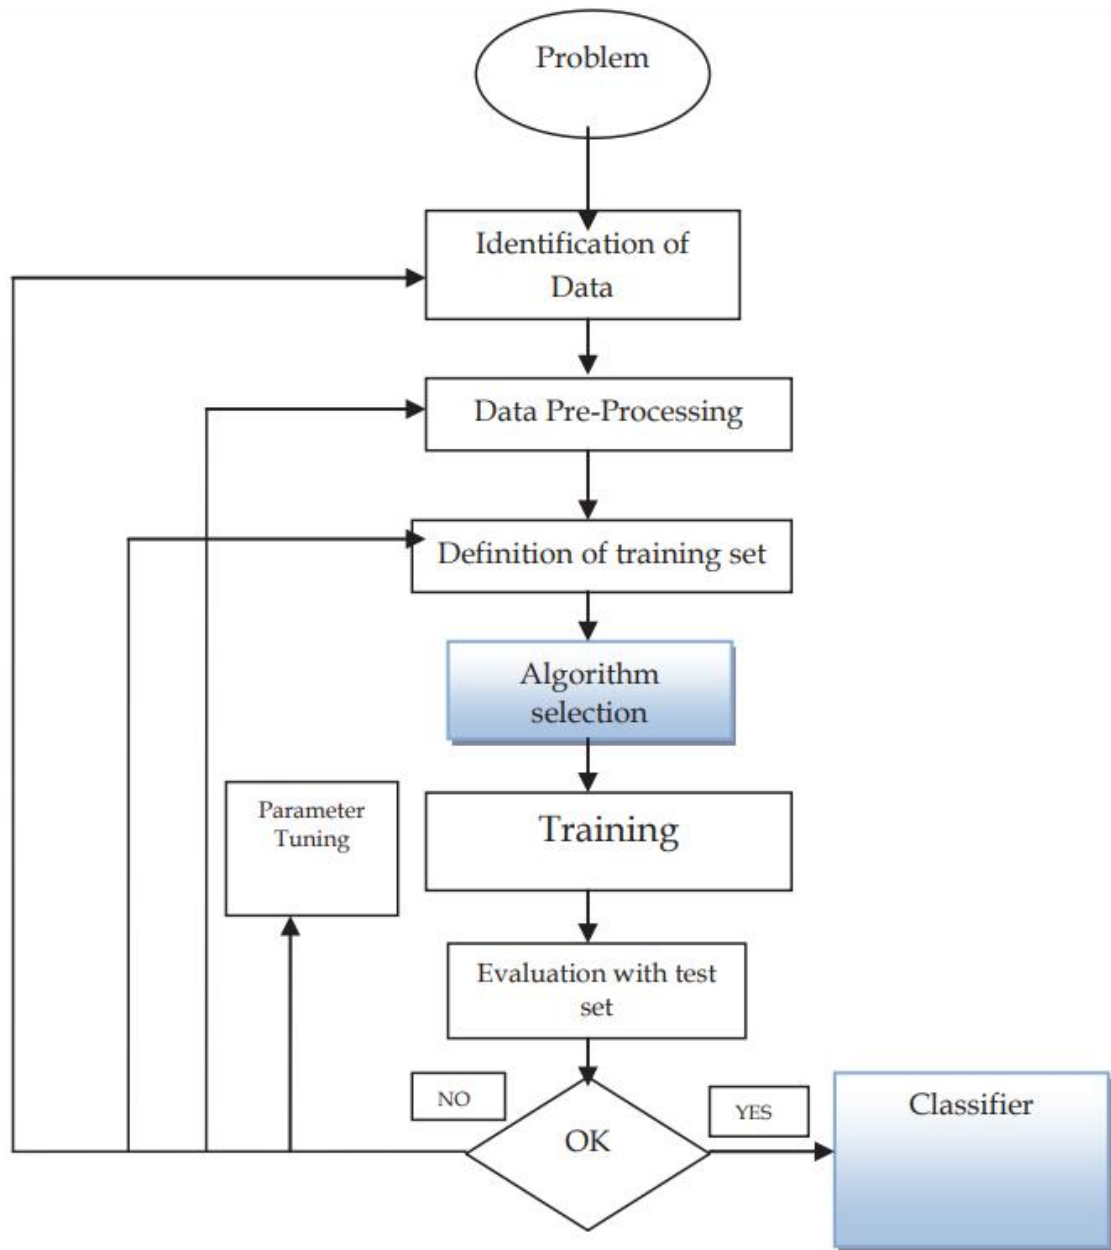 Problem
Identification of
Data
Data Pre-Processing
Definition of training set
Algorithm
selection
Parameter
Tuning
Training
Evaluation with test
set
NO
OK
YES
Classifier